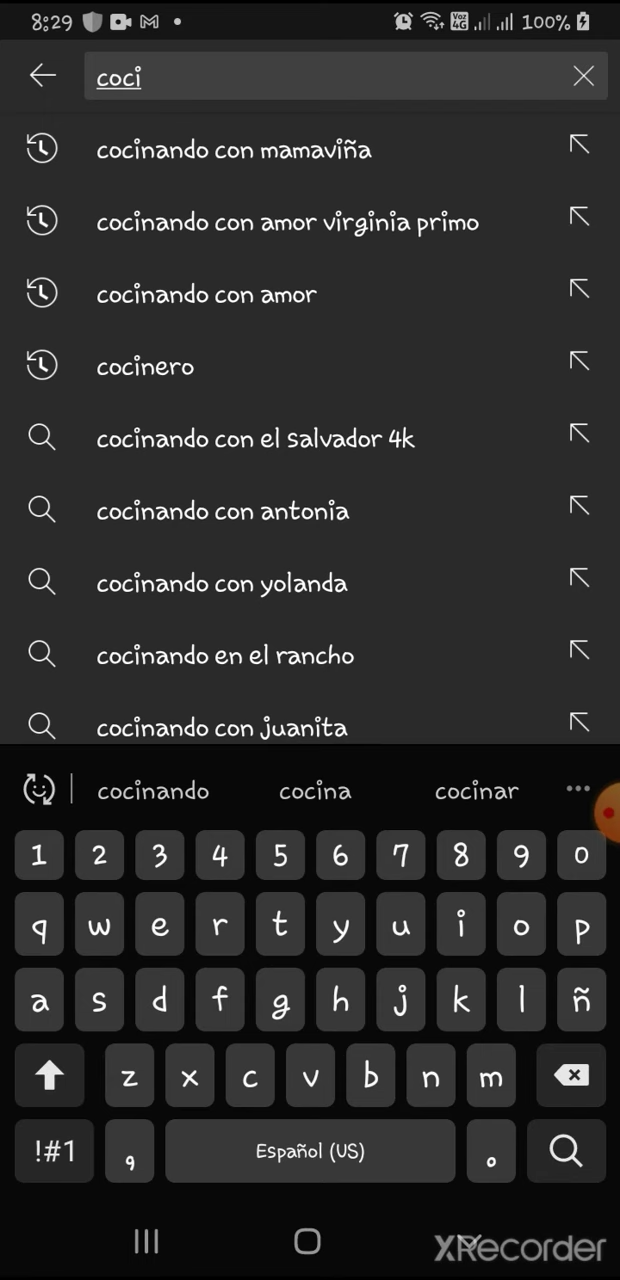 8:29 Voz 4G 100%
coci
cocinando con mamaviña
cocinando con amor virginia primo
cocinando con amor
cocinero
cocinando con el salvador 4k
cocinando con antonia
cocinando con yolanda
cocinando en el rancho
cocinando con juanita
cocinando cocina cocinar
1 2 3 4 5 6 7 8 9 0
q w e r t y u i o p
a s d f g h j k l ñ
z x c v b n m
!#1 , Español (US) .
XRecorder